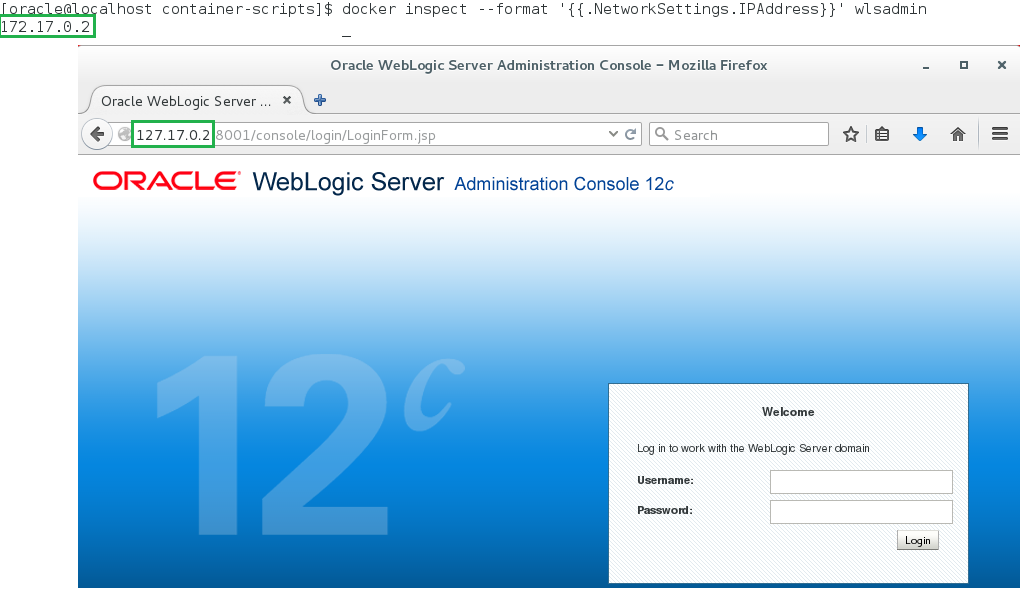 [oracle@localhost container-scripts]$ docker inspect --format '{{.NetworkSettings.IPAddress}}' wlsadmin
172.17.0.2
Oracle WebLogic Server Administration Console - Mozilla Firefox
Oracle WebLogic Server ...
127.17.0.2:8001/console/login/LoginForm.jsp
Search
ORACLE WebLogic Server Administration Console 12c
12c
Welcome
Log in to work with the WebLogic Server domain
Username:
Password:
Login